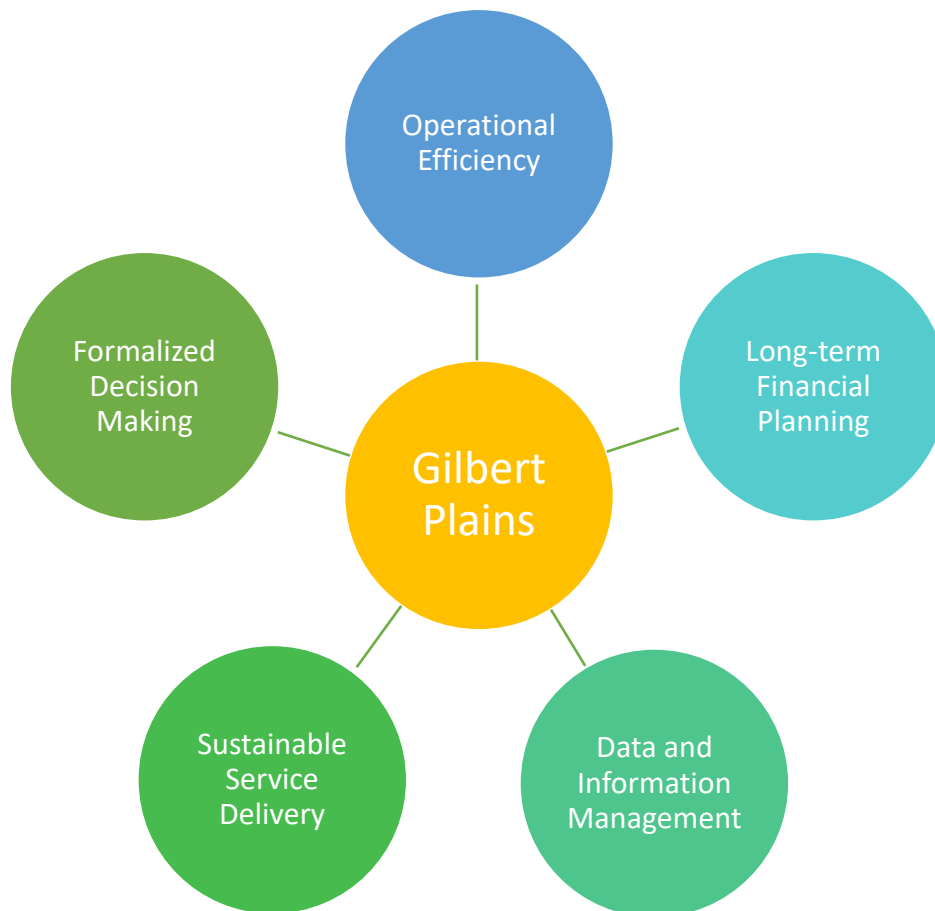 Operational
Efficiency
Formalized
Decision
Making
Long-term
Financial
Planning
Gilbert
Plains
Sustainable
Service
Delivery
Data and
Information
Management